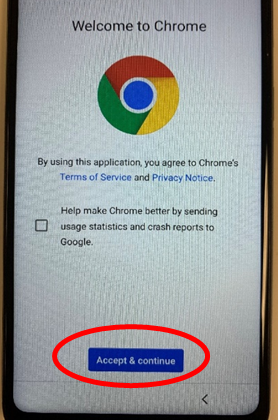 Welcome to Chrome
By using this application, you agree to Chrome's
Terms of Service and Privacy Notice.
Help make Chrome better by sending
usage statistics and crash reports to
Google.
Accept & continue